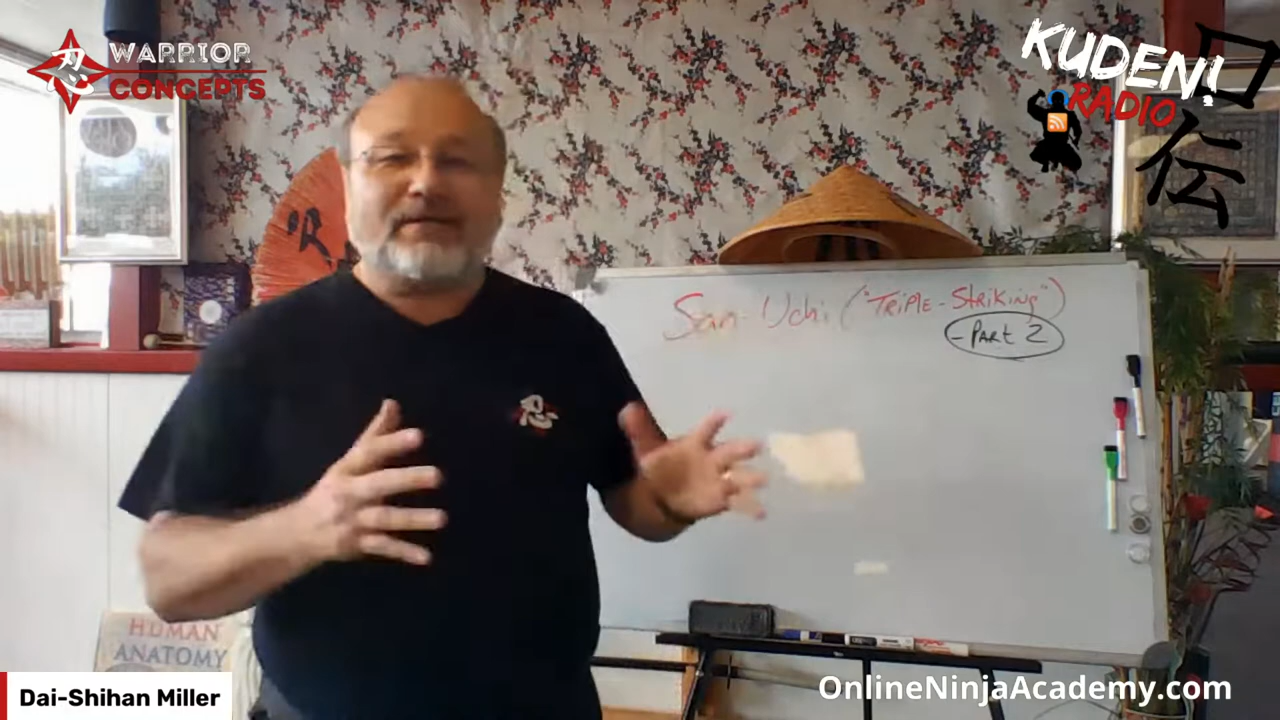 WARRIOR
CONCEPTS
忍
KUDEN!
RADIO
口
伝
San-Uchi ("TRIPLE-STRIKING")
-PART 2
HUMAN
ANATOMY
Dai-Shihan Miller
OnlineNinjaAcademy.com